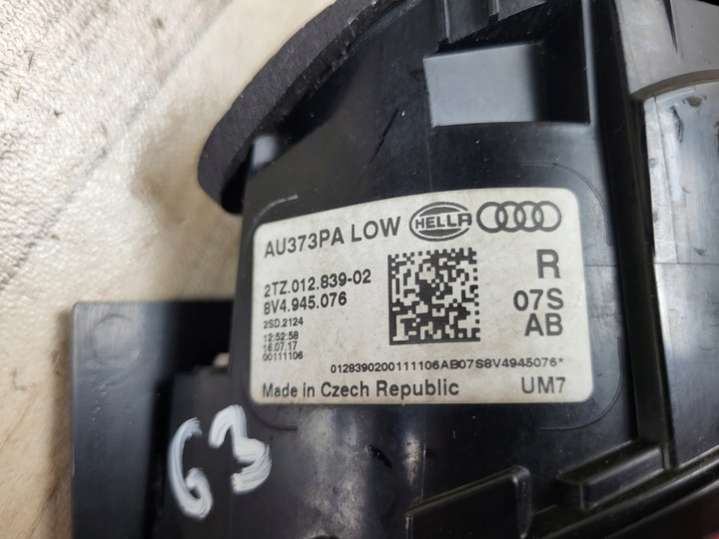 AU373PA LOW HELLA
2TZ.012.839-02
8V4.945.076
2SD.2124
12:52:58
16.07.17
00111106
R
07S
AB
0128390200111106AB07S8V4945076*
Made in Czech Republic UM7
63